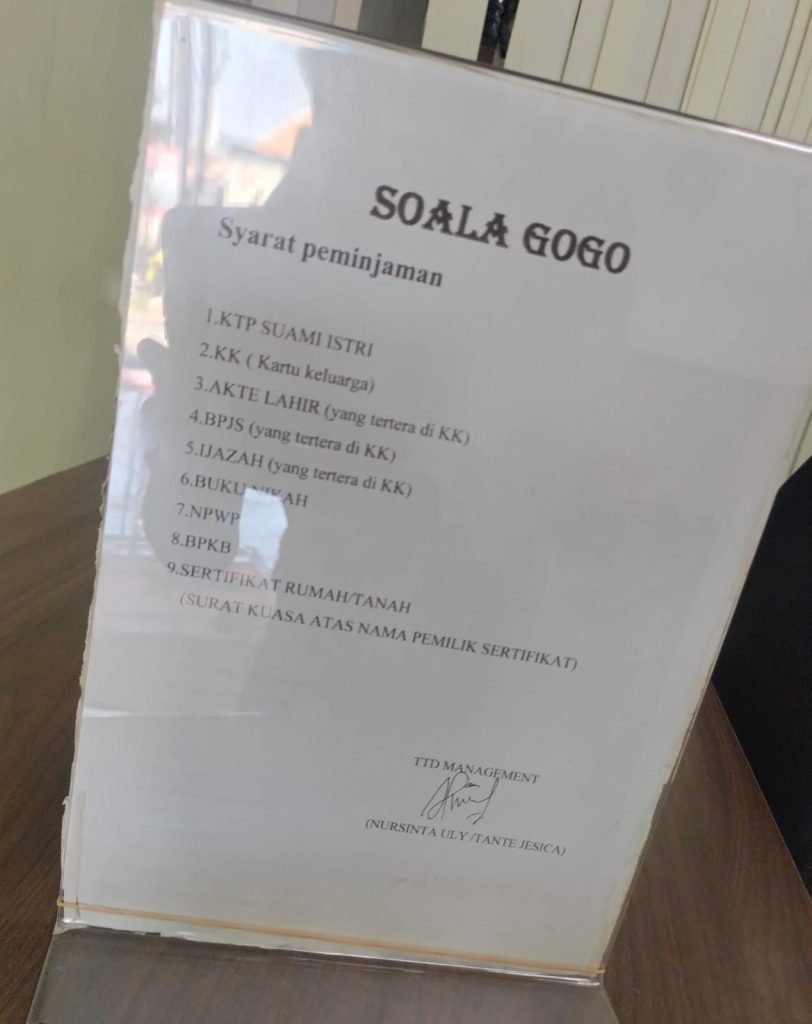 SOALA GOGO
Syarat peminjaman
1.KTP SUAMI ISTRI
2.KK ( Kartu keluarga)
3.AKTE LAHIR (yang tertera di KK)
4.BPJS (yang tertera di KK)
5.IJAZAH (yang tertera di KK)
6.BUKU NIKAH
7.NPWP
8.BPKB
9.SERTIFIKAT RUMAH/TANAH
(SURAT KUASA ATAS NAMA PEMILIK SERTIFIKAT)
TTD MANAGEMENT
(NURSINTA ULY /TANTE JESICA)